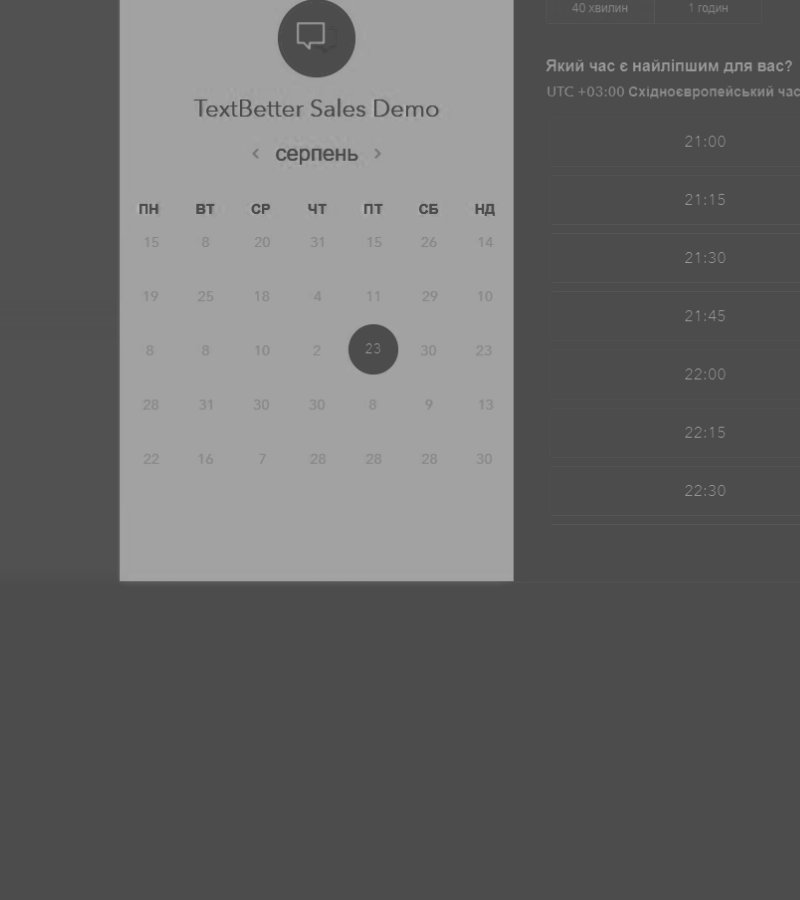 TextBetter Sales Demo
‹ серпень ›
ПН ВТ СР ЧТ ПТ СБ НД
15 8 20 31 15 26 14
19 25 18 4 11 29 10
8 8 10 2 23 30 23
28 31 30 30 8 9 13
22 16 7 28 28 28 30
40 хвилин 1 годин
Який час є найліпшим для вас?
UTC +03:00 Східноєвропейський час
21:00
21:15
21:30
21:45
22:00
22:15
22:30